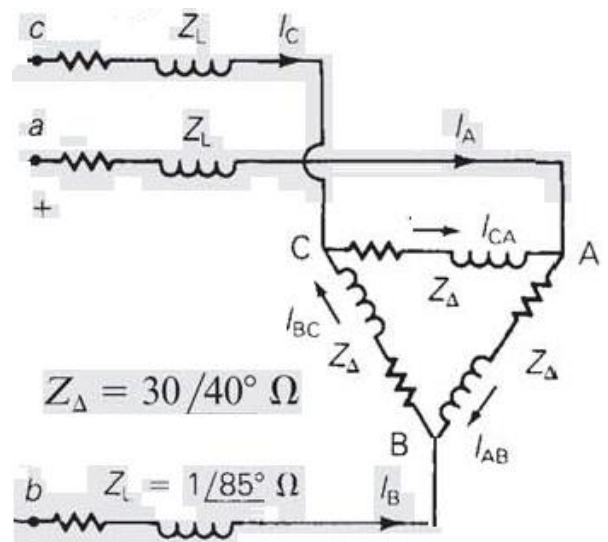 c Z_L I_C
a Z_L I_A
+
C I_CA A
Z_Δ
I_BC Z_Δ Z_Δ
Z_Δ = 30 /40° Ω
B I_AB
b Z_L = 1/85° Ω I_B